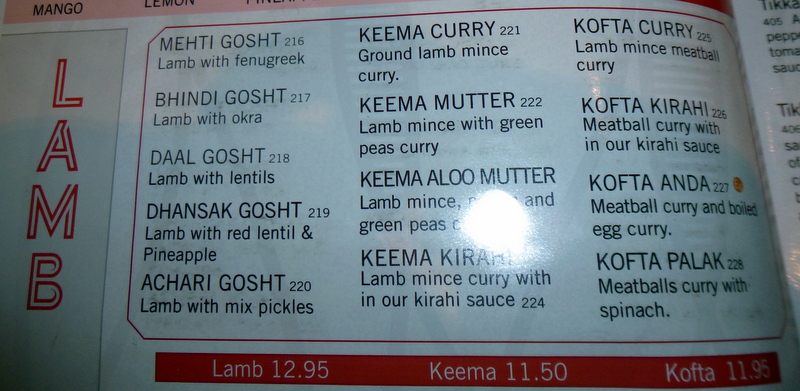 MANGO
LEMON
LAMB
MEHTI GOSHT 216
Lamb with fenugreek
BHINDI GOSHT 217
Lamb with okra
DAAL GOSHT 218
Lamb with lentils
DHANSAK GOSHT 219
Lamb with red lentil &
Pineapple
ACHARI GOSHT 220
Lamb with mix pickles
KEEMA CURRY 221
Ground lamb mince
curry.
KEEMA MUTTER 222
Lamb mince with green
peas curry
KEEMA ALOO MUTTER
Lamb mince, and
green peas
KEEMA KIRAHI
Lamb mince curry with
in our kirahi sauce 224
KOFTA CURRY 225
Lamb mince meatball
curry
KOFTA KIRAHI 226
Meatball curry with
in our kirahi sauce
KOFTA ANDA 227
Meatball curry and boiled
egg curry.
KOFTA PALAK 228
Meatballs curry with
spinach.
Lamb 12.95 Keema 11.50 Kofta 11.95
405